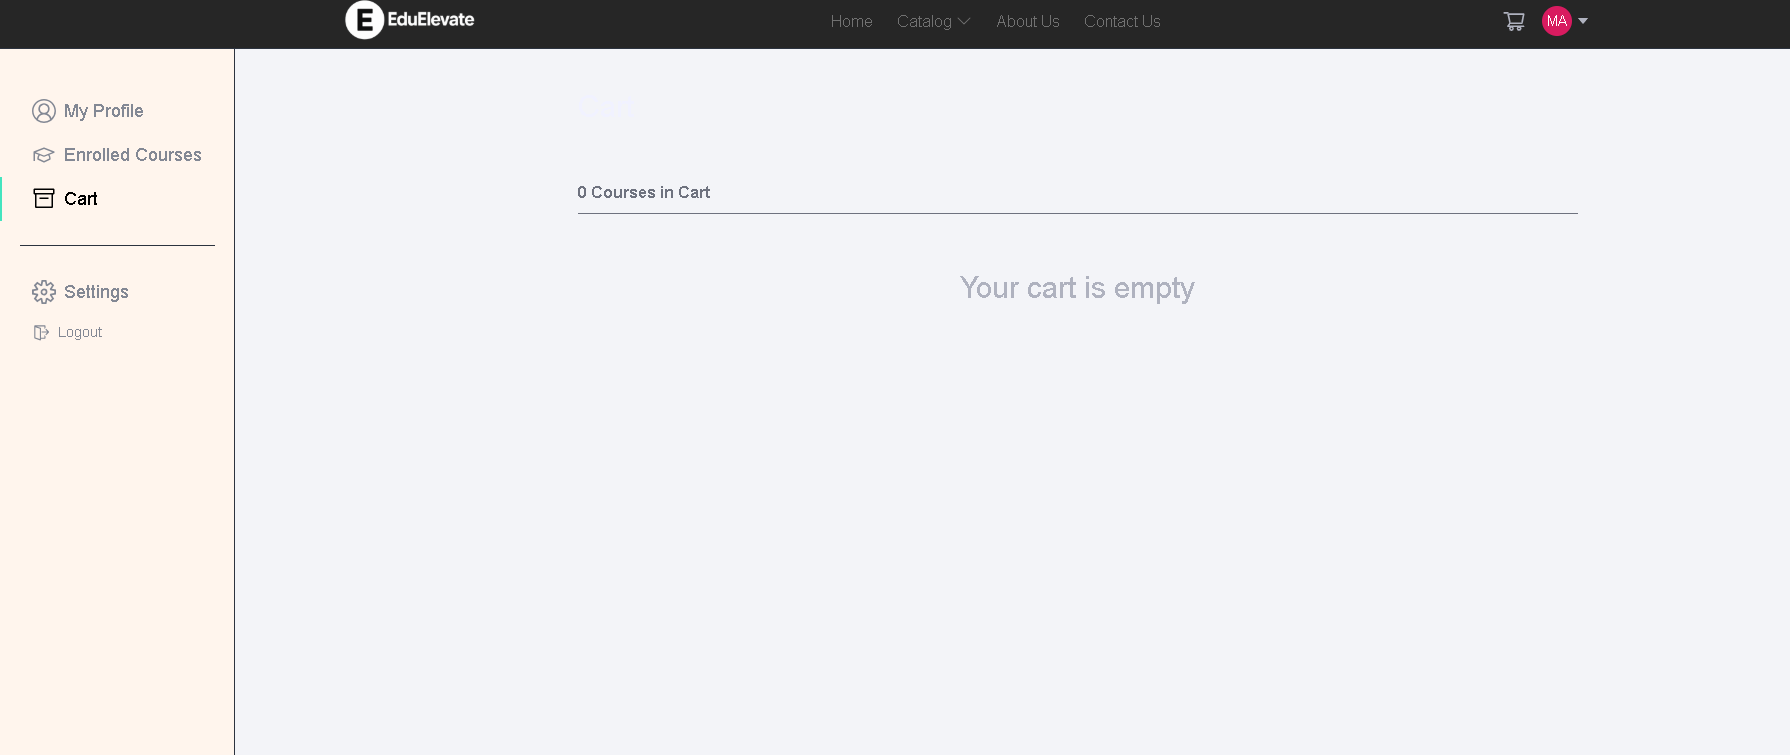 EduElevate
Home Catalog About Us Contact Us
MA
My Profile
Enrolled Courses
Cart
Settings
Logout
0 Courses in Cart
Your cart is empty